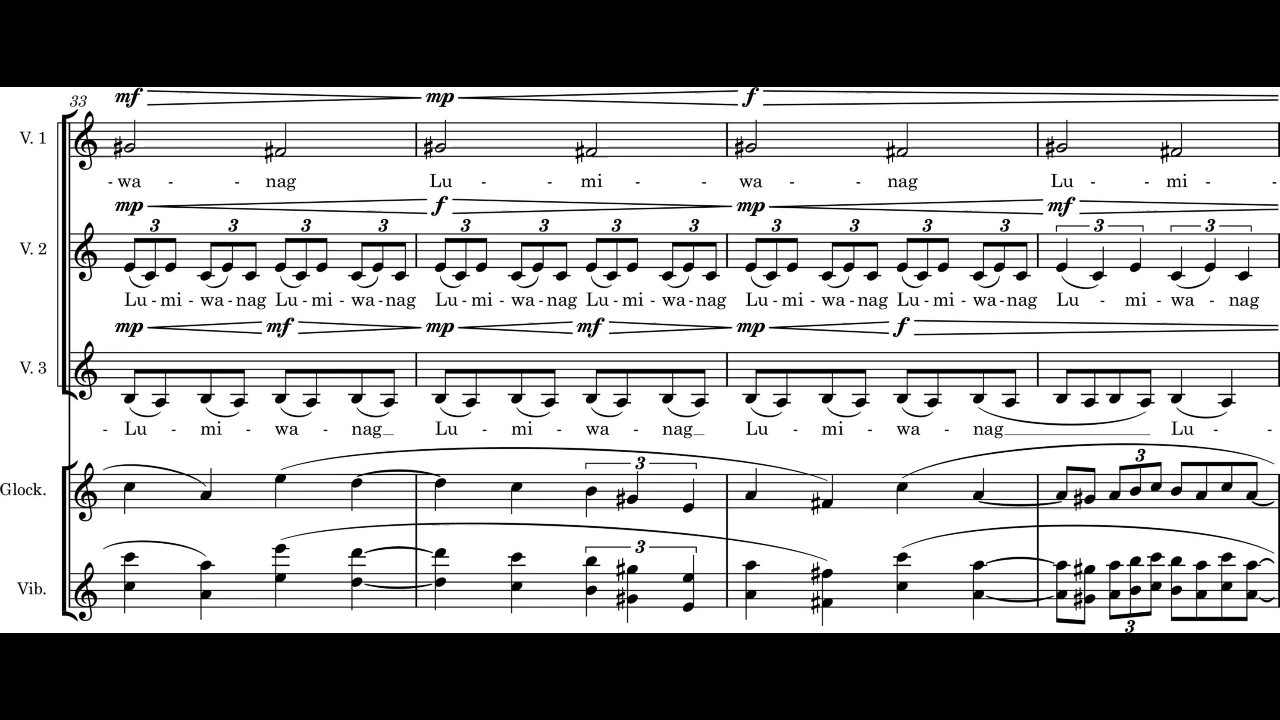 33 mf mp f
V. 1
- wa - - nag Lu - - mi - - wa - - nag Lu - - mi - -
mp f mp mf
3 3 3 3 3 3 3 3 3 3 3 3 3 3
V. 2
Lu - mi - wa - nag Lu - mi - wa - nag Lu - mi - wa - nag Lu - mi - wa - nag Lu - mi - wa - nag Lu - mi - wa - nag Lu - mi - wa - nag
mp mf mp mf mp f
V. 3
- Lu - mi - wa - nag_ Lu - mi - wa - nag_ Lu - mi - wa - nag_ Lu - -
3 3
Glock.
3
Vib.
3